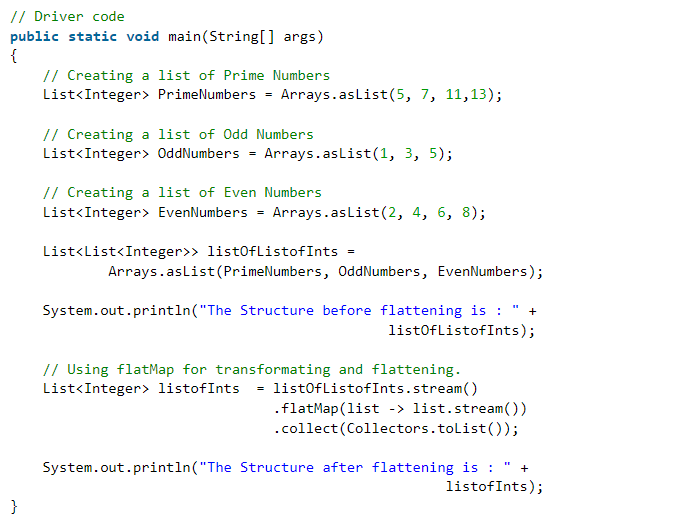 // Driver code
public static void main(String[] args)
{
    // Creating a list of Prime Numbers
    List<Integer> PrimeNumbers = Arrays.asList(5, 7, 11,13);
    // Creating a list of Odd Numbers
    List<Integer> OddNumbers = Arrays.asList(1, 3, 5);
    // Creating a list of Even Numbers
    List<Integer> EvenNumbers = Arrays.asList(2, 4, 6, 8);
    List<List<Integer>> listOfListofInts =
            Arrays.asList(PrimeNumbers, OddNumbers, EvenNumbers);
    System.out.println("The Structure before flattening is : " +
                                              listOfListofInts);
    // Using flatMap for transformating and flattening.
    List<Integer> listofInts  = listOfListofInts.stream()
                                .flatMap(list -> list.stream())
                                .collect(Collectors.toList());
    System.out.println("The Structure after flattening is : " +
                                                     listofInts);
}